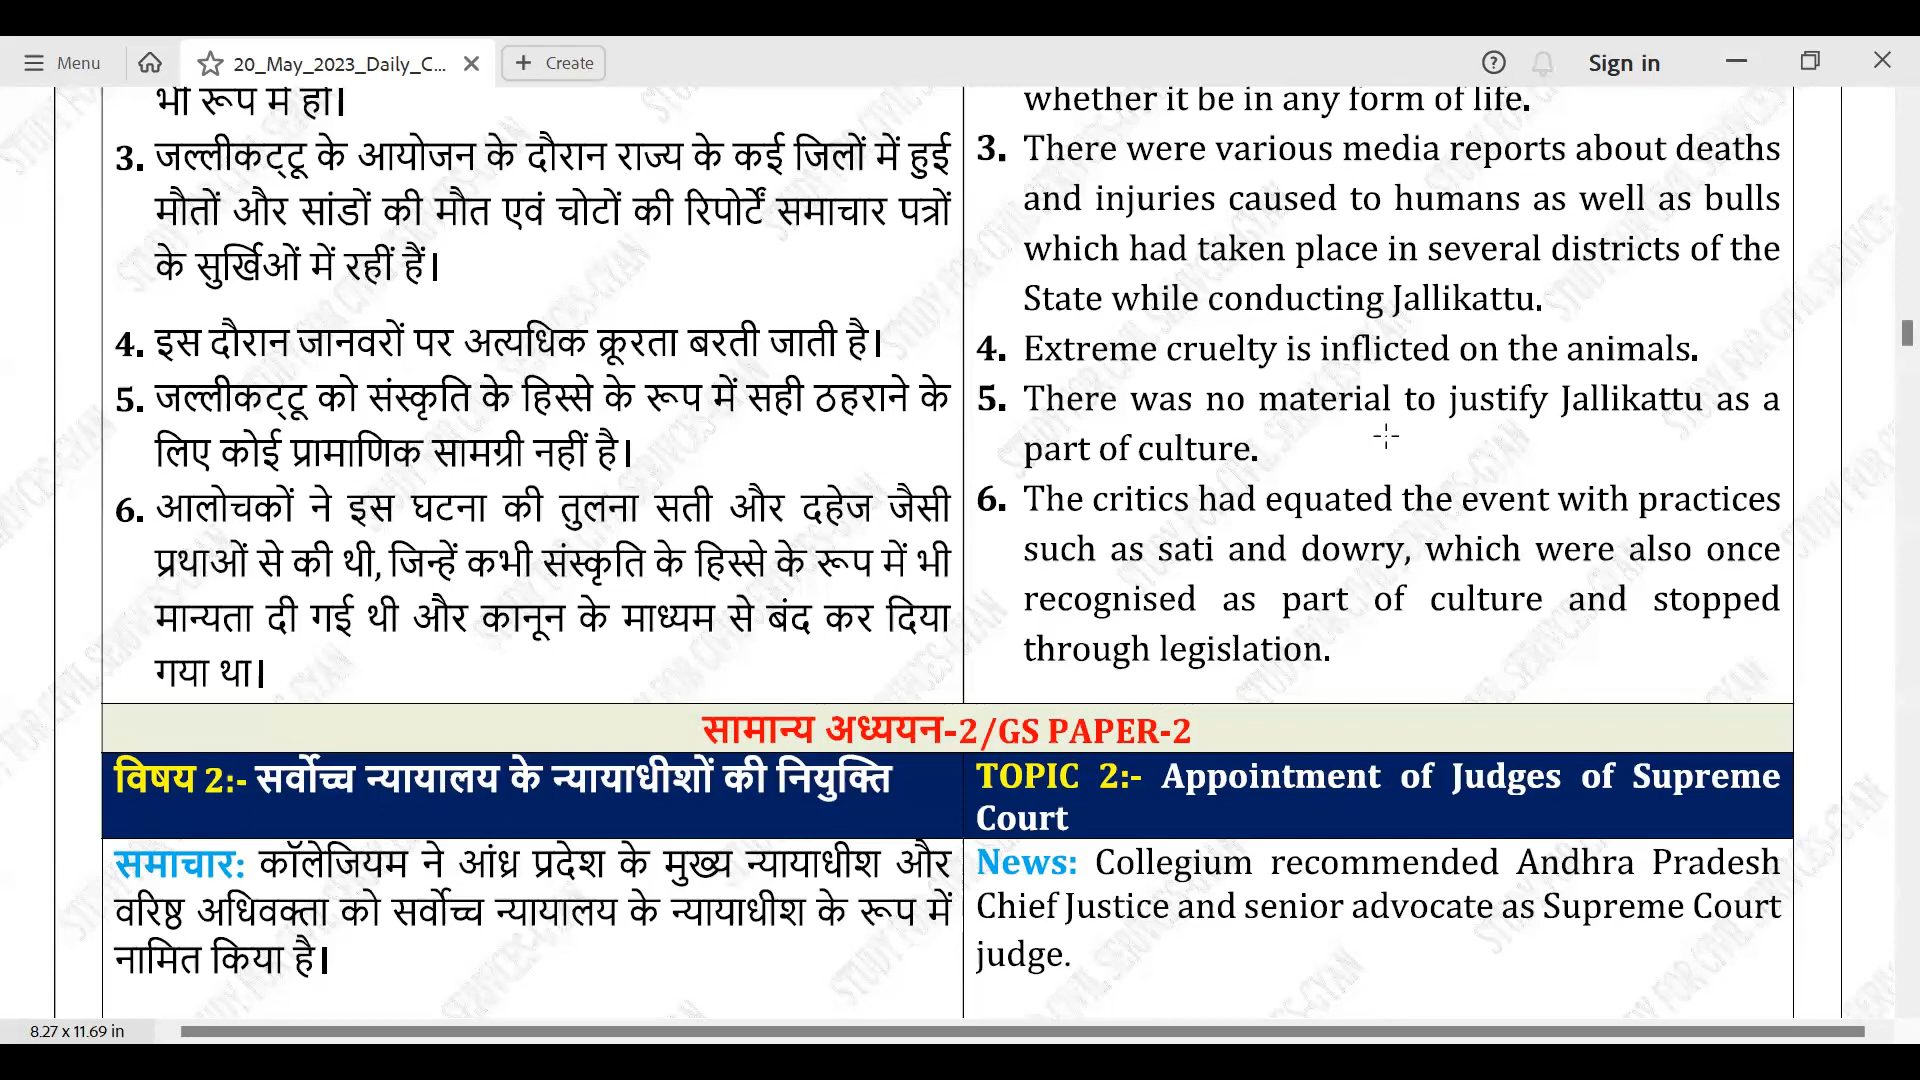 Menu
20_May_2023_Daily_C...
Create
Sign in
भी रूप में हो।
3. जल्लीकट्टू के आयोजन के दौरान राज्य के कई जिलों में हुई
मौतों और सांडों की मौत एवं चोटों की रिपोर्टें समाचार पत्रों
के सुर्खिओं में रहीं हैं।
4. इस दौरान जानवरों पर अत्यधिक क्रूरता बरती जाती है।
5. जल्लीकट्टू को संस्कृति के हिस्से के रूप में सही ठहराने के
लिए कोई प्रामाणिक सामग्री नहीं है।
6. आलोचकों ने इस घटना की तुलना सती और दहेज जैसी
प्रथाओं से की थी, जिन्हें कभी संस्कृति के हिस्से के रूप में भी
मान्यता दी गई थी और कानून के माध्यम से बंद कर दिया
गया था।
whether it be in any form of life.
3. There were various media reports about deaths
and injuries caused to humans as well as bulls
which had taken place in several districts of the
State while conducting Jallikattu.
4. Extreme cruelty is inflicted on the animals.
5. There was no material to justify Jallikattu as a
part of culture.
6. The critics had equated the event with practices
such as sati and dowry, which were also once
recognised as part of culture and stopped
through legislation.
सामान्य अध्ययन-2/GS PAPER-2
विषय 2:- सर्वोच्च न्यायालय के न्यायाधीशों की नियुक्ति
TOPIC 2:- Appointment of Judges of Supreme
Court
समाचार: कॉलेजियम ने आंध्र प्रदेश के मुख्य न्यायाधीश और
वरिष्ठ अधिवक्ता को सर्वोच्च न्यायालय के न्यायाधीश के रूप में
नामित किया है।
News: Collegium recommended Andhra Pradesh
Chief Justice and senior advocate as Supreme Court
judge.
8.27 x 11.69 in